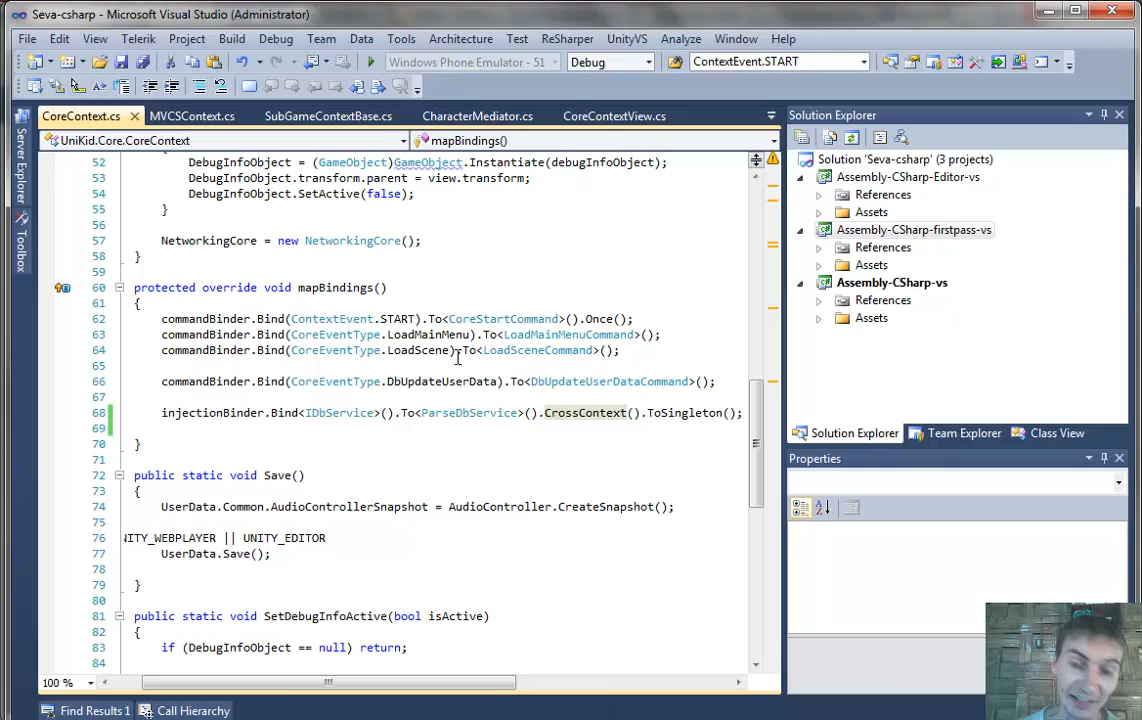 Seva-csharp - Microsoft Visual Studio (Administrator)
File Edit View Telerik Project Build Debug Team Data Tools Architecture Test ReSharper UnityVS Analyze Window Help
Windows Phone Emulator - 51 Debug ContextEvent.START
CoreContext.cs MVCSContext.cs SubGameContextBase.cs CharacterMediator.cs CoreContextView.cs
UniKid.Core.CoreContext mapBindings()
Server Explorer
Toolbox
52 DebugInfoObject = (GameObject)GameObject.Instantiate(debugInfoObject);
53 DebugInfoObject.transform.parent = view.transform;
54 DebugInfoObject.SetActive(false);
55 }
56
57 NetworkingCore = new NetworkingCore();
58 }
59
60 protected override void mapBindings()
61 {
62 commandBinder.Bind(ContextEvent.START).To<CoreStartCommand>().Once();
63 commandBinder.Bind(CoreEventType.LoadMainMenu).To<LoadMainMenuCommand>();
64 commandBinder.Bind(CoreEventType.LoadScene).To<LoadSceneCommand>();
65
66 commandBinder.Bind(CoreEventType.DbUpdateUserData).To<DbUpdateUserDataCommand>();
67
68 injectionBinder.Bind<IDbService>().To<ParseDbService>().CrossContext().ToSingleton();
69
70 }
71
72 public static void Save()
73 {
74 UserData.Common.AudioControllerSnapshot = AudioController.CreateSnapshot();
75
76 NITY_WEBPLAYER || UNITY_EDITOR
77 UserData.Save();
78
79 }
80
81 public static void SetDebugInfoActive(bool isActive)
82 {
83 if (DebugInfoObject == null) return;
84
100 %
Find Results 1 Call Hierarchy
Solution Explorer
Solution 'Seva-csharp' (3 projects)
Assembly-CSharp-Editor-vs
References
Assets
Assembly-CSharp-firstpass-vs
References
Assets
Assembly-CSharp-vs
References
Assets
Solution Explorer Team Explorer Class View
Properties